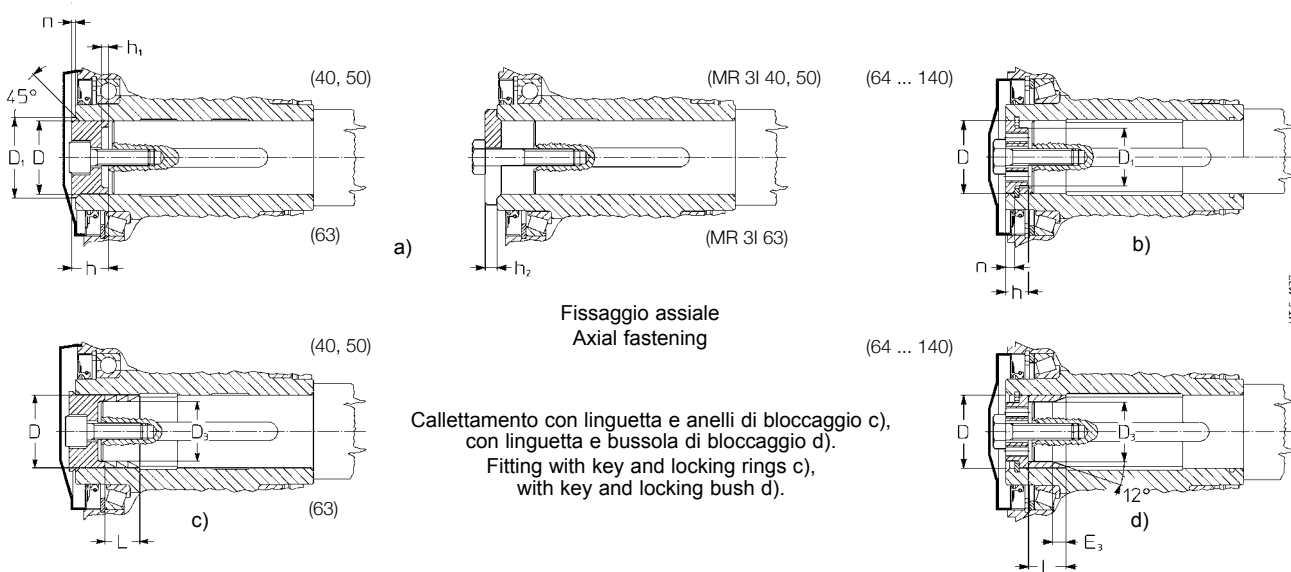 n
h₁
(40, 50)
45°
D₁
D
(63)
h
a)
(MR 3I 40, 50)
(MR 3I 63)
h₂
(64 ... 140)
D
D₁
b)
n
h
Fissaggio assiale
Axial fastening
(40, 50)
D
D₃
(63)
c)
L
Callettamento con linguetta e anelli di bloccaggio c),
con linguetta e bussola di bloccaggio d).
Fitting with key and locking rings c),
with key and locking bush d).
(64 ... 140)
D
D₃
12°
d)
E₃
L